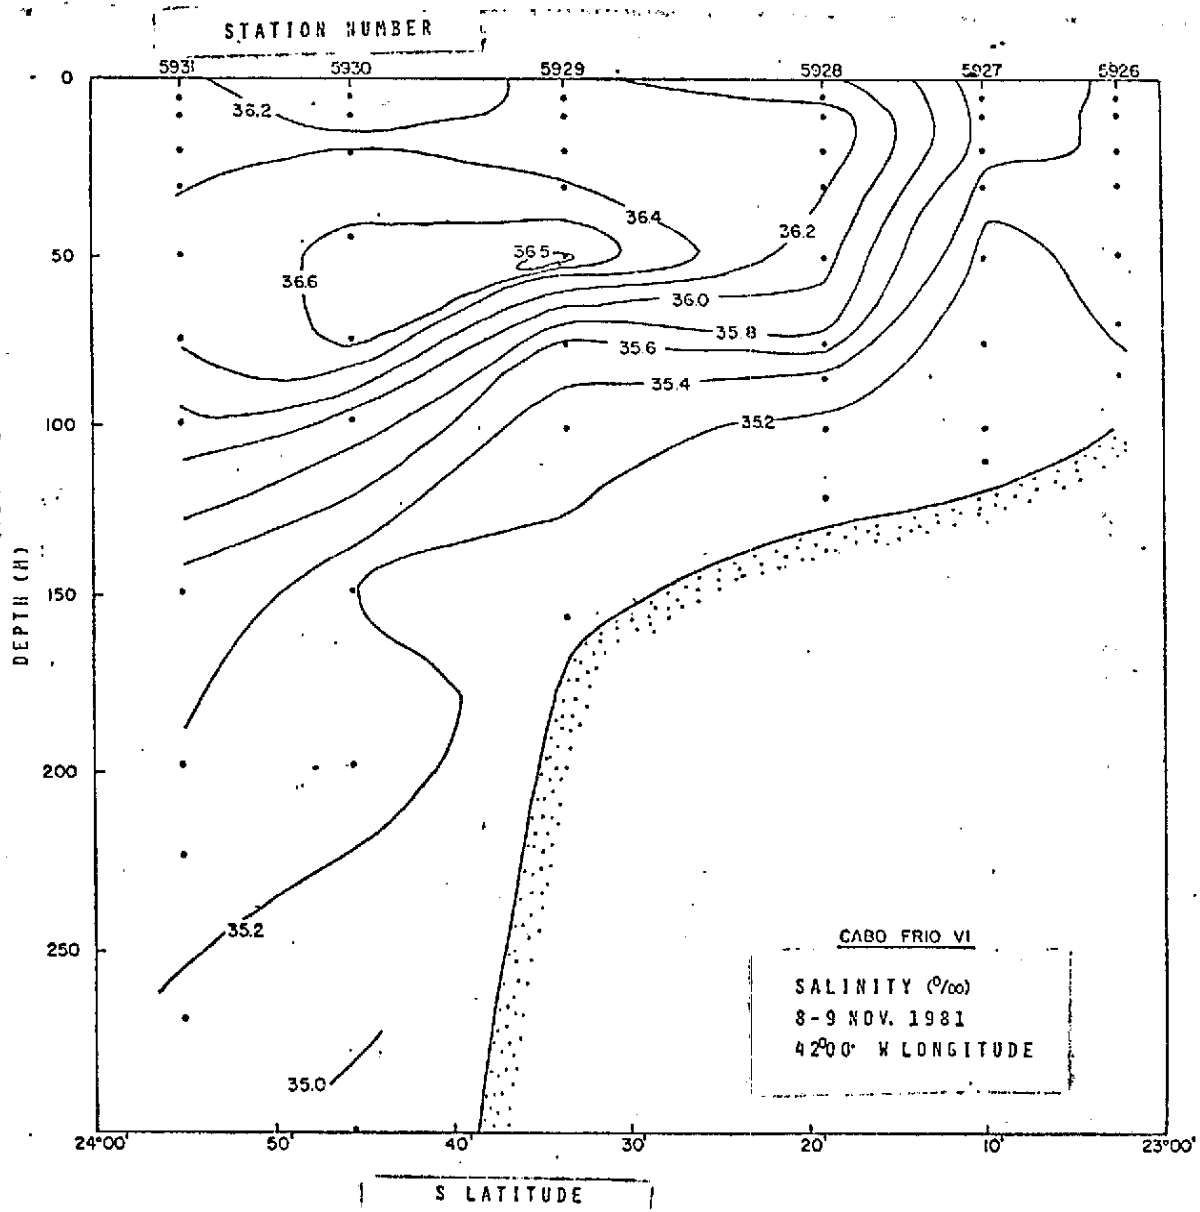 STATION NUMBER
5931 5930 5929 5928 5927 5926
0
36.2
36.4
36.2
50
36.5
36.6
36.0
35.8
35.6
35.4
100
35.2
DEPTH (M)
150
200
35.2
250
35.0
CABO FRIO VI
SALINITY (‰)
8-9 NOV. 1981
42°00' W LONGITUDE
24°00' 50' 40' 30' 20' 10' 23°00'
S LATITUDE